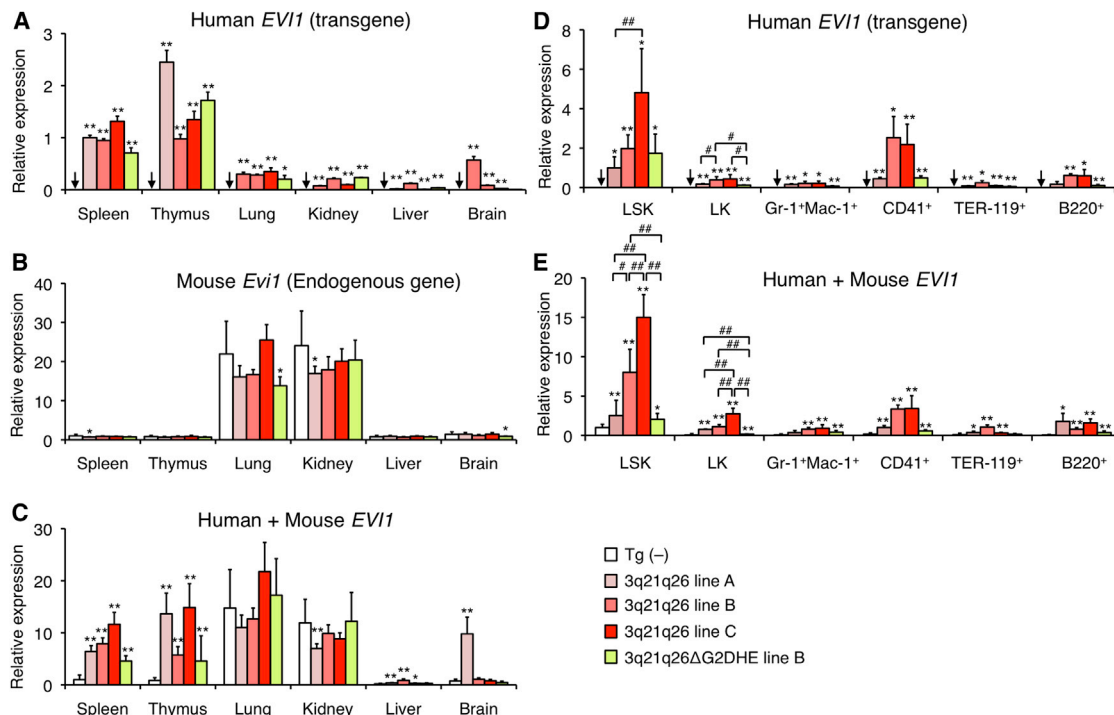 A
Human EVI1 (transgene)
Relative expression
3
2
1
0
** ** ** ** ** ** ** ** ** ** ** * ** ** ** ** ** ** ** ** ** **
Spleen Thymus Lung Kidney Liver Brain
B
Mouse Evi1 (Endogenous gene)
Relative expression
40
30
20
10
0
* * * *
Spleen Thymus Lung Kidney Liver Brain
C
Human + Mouse EVI1
Relative expression
30
20
10
0
** ** ** ** ** ** ** ** ** ** * **
Spleen Thymus Lung Kidney Liver Brain
D
Human EVI1 (transgene)
Relative expression
8
6
4
2
0
##
# # #
LSK LK Gr-1⁺Mac-1⁺ CD41⁺ TER-119⁺ B220⁺
E
Human + Mouse EVI1
Relative expression
20
15
10
5
0
##
##
# ## ##
##
##
##
## ##
LSK LK Gr-1⁺Mac-1⁺ CD41⁺ TER-119⁺ B220⁺
Tg (–)
3q21q26 line A
3q21q26 line B
3q21q26 line C
3q21q26ΔG2DHE line B